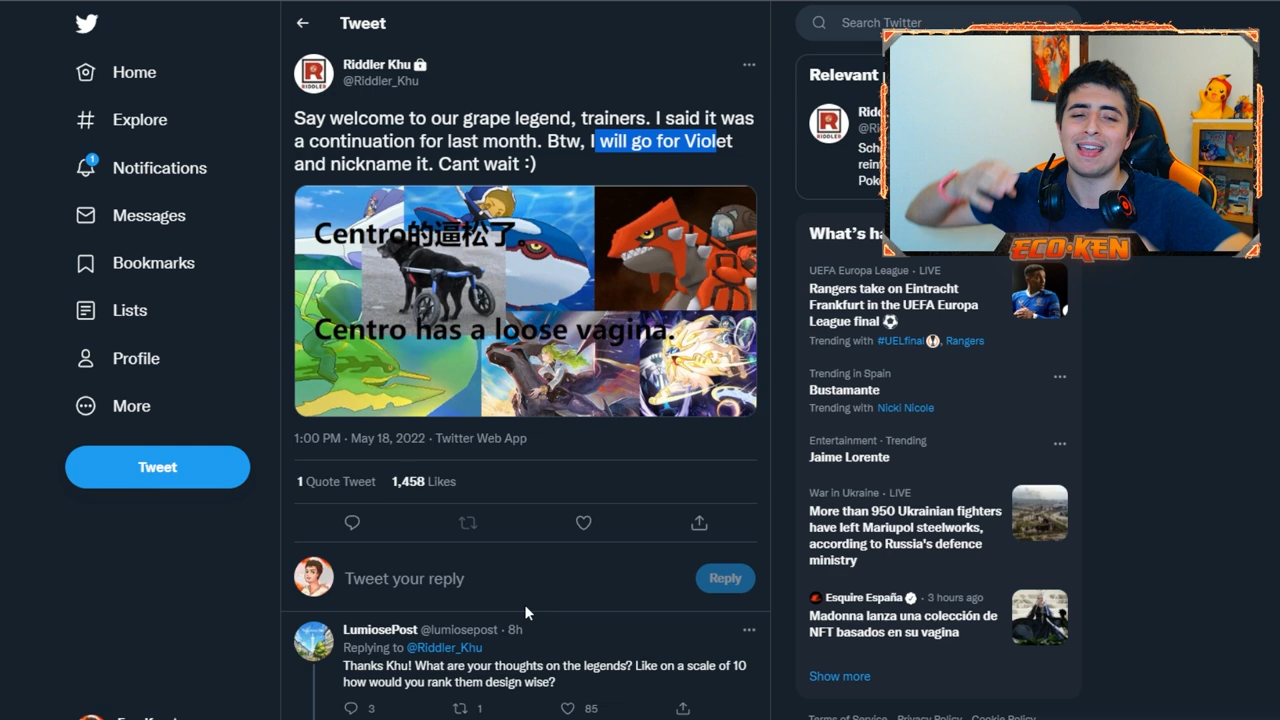 Tweet
Search Twitter
Home
Explore
1
Notifications
Messages
Bookmarks
Lists
Profile
More
Tweet
RIDDLER
Riddler Khu
@Riddler_Khu
Say welcome to our grape legend, trainers. I said it was
a continuation for last month. Btw, I will go for Violet
and nickname it. Cant wait :)
Centro的逼松了.
Centro has a loose vagina.
1:00 PM · May 18, 2022 · Twitter Web App
1 Quote Tweet 1,458 Likes
Tweet your reply
Reply
LumiosePost @lumiosepost · 8h
Replying to @Riddler_Khu
Thanks Khu! What are your thoughts on the legends? Like on a scale of 10
how would you rank them design wise?
3 1 85
Relevant
RIDDLER
ECO-KEN
What's ha
UEFA Europa League · LIVE
Rangers take on Eintracht
Frankfurt in the UEFA Europa
League final
Trending with #UELfinal, Rangers
Trending in Spain
Bustamante
Trending with Nicki Nicole
Entertainment · Trending
Jaime Lorente
War in Ukraine · LIVE
More than 950 Ukrainian fighters
have left Mariupol steelworks,
according to Russia's defence
ministry
Esquire España · 3 hours ago
Madonna lanza una colección de
NFT basados en su vagina
Show more
Terms of Service Privacy Policy Cookie Policy